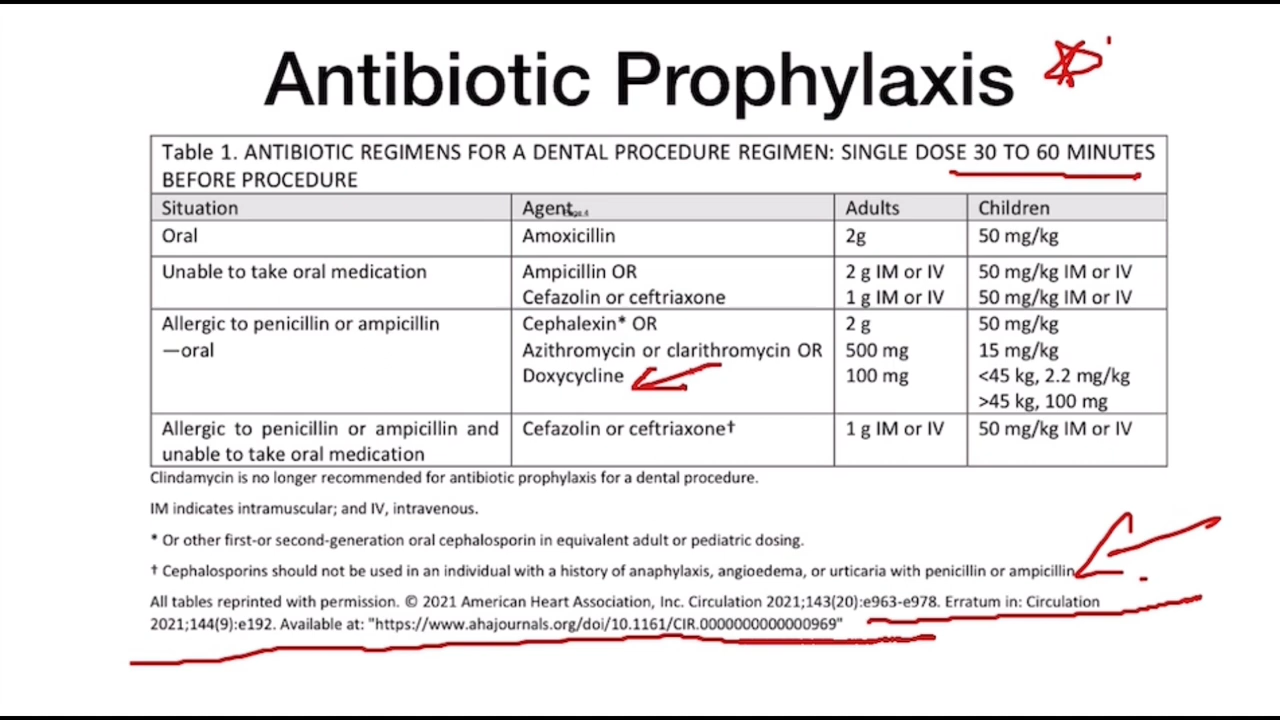 Antibiotic Prophylaxis
Table 1. ANTIBIOTIC REGIMENS FOR A DENTAL PROCEDURE REGIMEN: SINGLE DOSE 30 TO 60 MINUTES
BEFORE PROCEDURE
Situation Agent Adults Children
Oral Amoxicillin 2g 50 mg/kg
Unable to take oral medication Ampicillin OR 2 g IM or IV 50 mg/kg IM or IV
Cefazolin or ceftriaxone 1 g IM or IV 50 mg/kg IM or IV
Allergic to penicillin or ampicillin Cephalexin* OR 2 g 50 mg/kg
—oral Azithromycin or clarithromycin OR 500 mg 15 mg/kg
Doxycycline 100 mg <45 kg, 2.2 mg/kg
>45 kg, 100 mg
Allergic to penicillin or ampicillin and Cefazolin or ceftriaxone† 1 g IM or IV 50 mg/kg IM or IV
unable to take oral medication
Clindamycin is no longer recommended for antibiotic prophylaxis for a dental procedure.
IM indicates intramuscular; and IV, intravenous.
* Or other first-or second-generation oral cephalosporin in equivalent adult or pediatric dosing.
† Cephalosporins should not be used in an individual with a history of anaphylaxis, angioedema, or urticaria with penicillin or ampicillin
All tables reprinted with permission. © 2021 American Heart Association, Inc. Circulation 2021;143(20):e963-e978. Erratum in: Circulation
2021;144(9):e192. Available at: "https://www.ahajournals.org/doi/10.1161/CIR.0000000000000969"